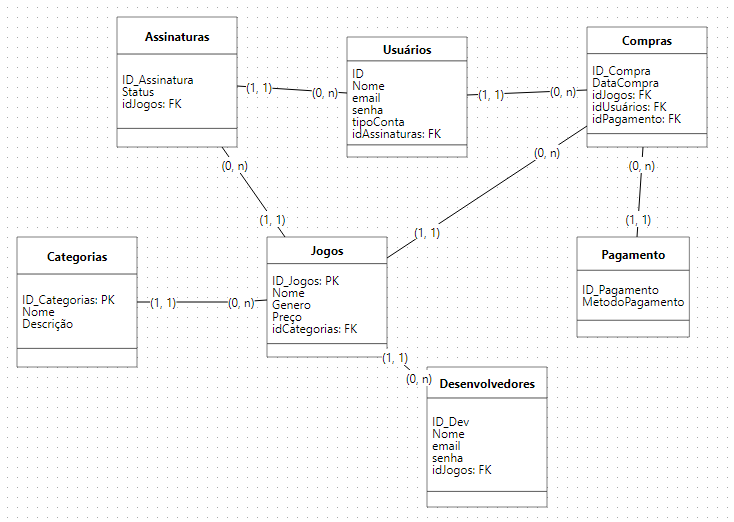 Assinaturas
ID_Assinatura
Status
idJogos: FK
Usuários
ID
Nome
email
senha
tipoConta
idAssinaturas: FK
Compras
ID_Compra
DataCompra
idJogos: FK
idUsuários: FK
idPagamento: FK
(1, 1)
(0, n)
(1, 1)
(0, n)
(0, n)
(1, 1)
(0, n)
(1, 1)
(0, n)
(1, 1)
Categorias
ID_Categorias: PK
Nome
Descrição
(1, 1)
(0, n)
Jogos
ID_Jogos: PK
Nome
Genero
Preço
idCategorias: FK
Pagamento
ID_Pagamento
MetodoPagamento
(1, 1)
(0, n)
Desenvolvedores
ID_Dev
Nome
email
senha
idJogos: FK